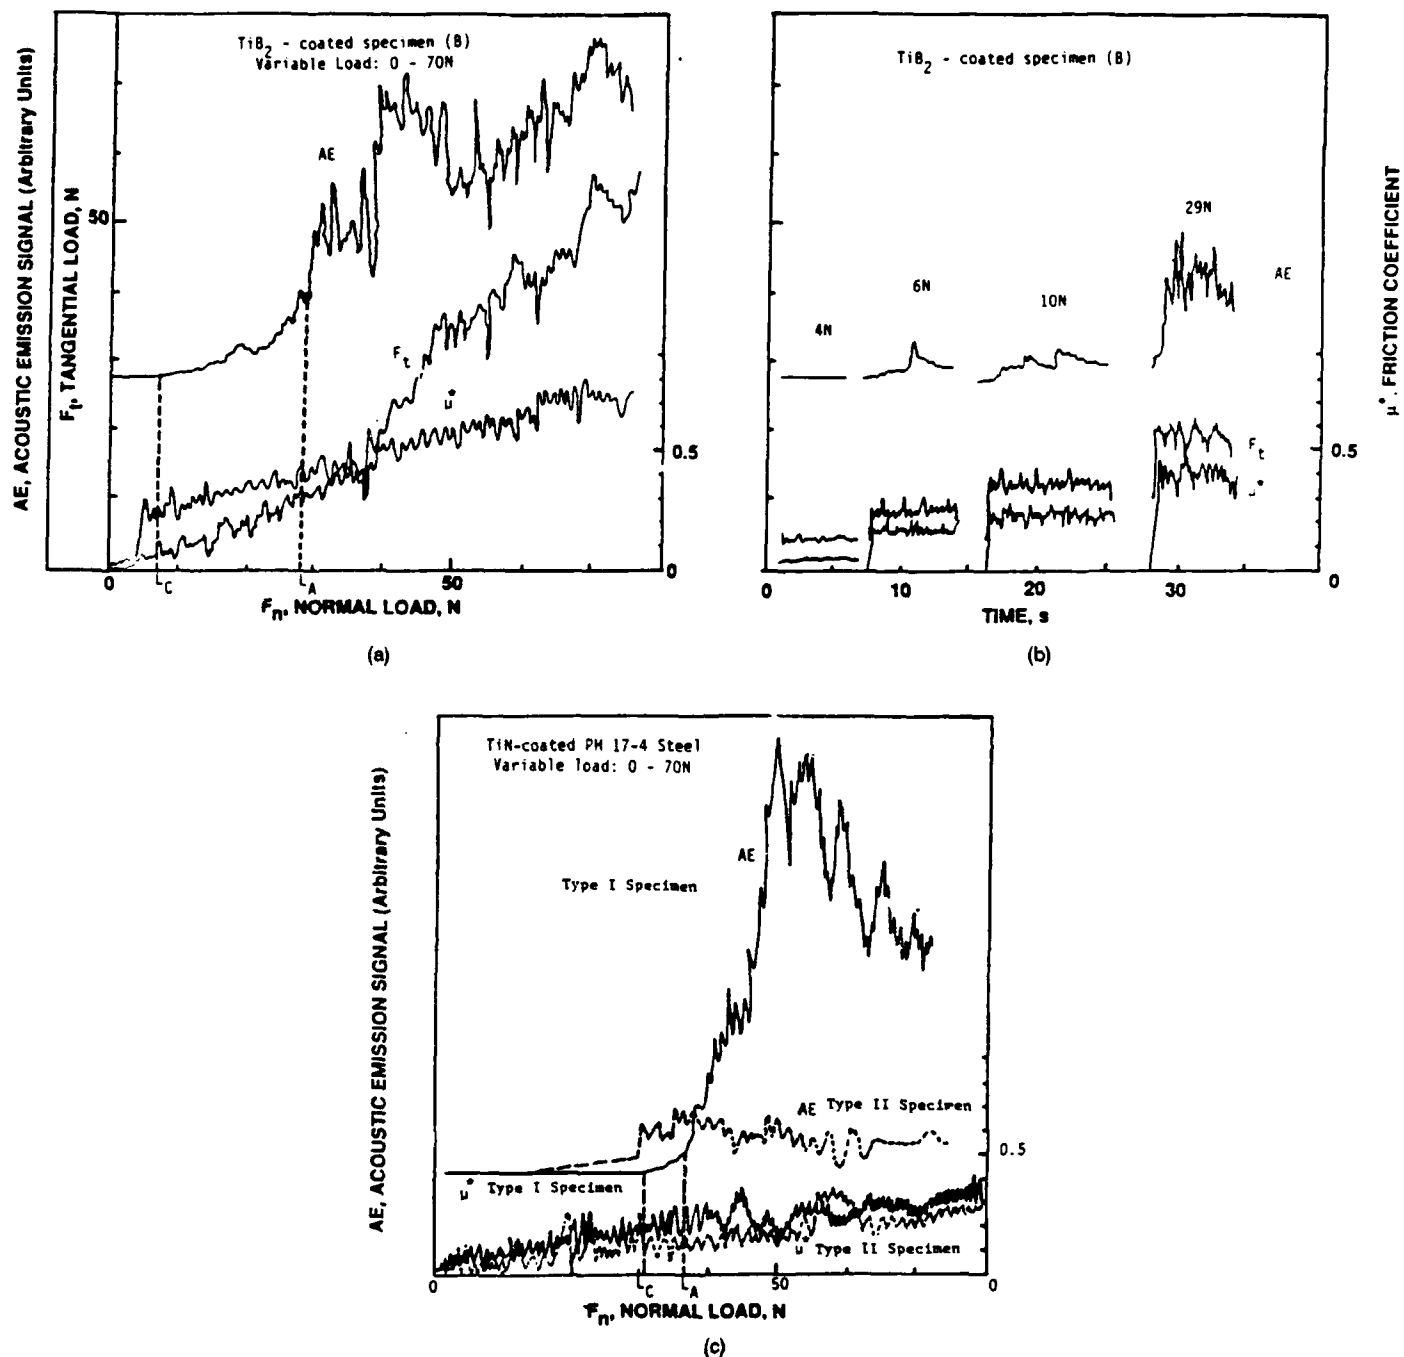 TiB2 - coated specimen (B)
Variable Load: 0 - 70N
AE, ACOUSTIC EMISSION SIGNAL (Arbitrary Units)
Ft, TANGENTIAL LOAD, N
50
AE
Ft
μ*
0.5
0
0
LC
LA
50
Fn, NORMAL LOAD, N
(a)
TiB2 - coated specimen (B)
4N
6N
10N
29N
AE
Ft
μ*
0.5
0
μ*, FRICTION COEFFICIENT
0
10
20
30
TIME, s
(b)
TiN-coated PH 17-4 Steel
Variable load: 0 - 70N
AE, ACOUSTIC EMISSION SIGNAL (Arbitrary Units)
AE
Type I Specimen
AE Type II Specimen
0.5
μ* Type I Specimen
μ Type II Specimen
0
LC
LA
50
0
Fn, NORMAL LOAD, N
(c)